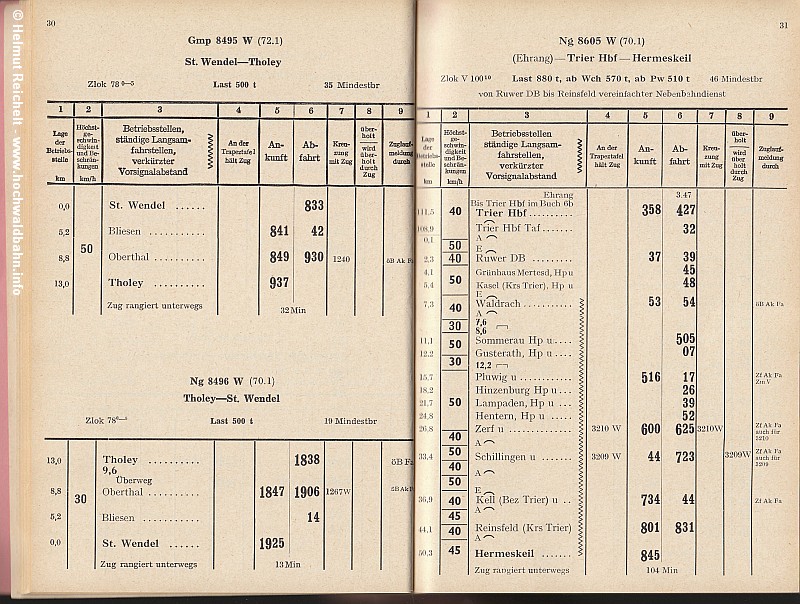 © Helmut Reichelt - www.hochwaldbahn.info
30
Gmp 8495 W (72.1)
St. Wendel—Tholey
Zlok 78 Last 500 t 35 Mindestbr
1 2 3 4 5 6 7 8 9
Lage der Betriebsstelle km
Höchstgeschwindigkeit und Beschränkungen km/h
Betriebsstellen, ständige Langsamfahrstellen, verkürzter Vorsignalabstand
An der Trapeztafel hält Zug
Ankunft
Abfahrt
Kreuzung mit Zug
überholt
wird überholt durch Zug
Zuglaufmeldung durch
0,0 St. Wendel ...... 833
5,2 Bliesen ........... 841 42
50
8,8 Oberthal .......... 849 930 1240 öB Ak Fa
13,0 Tholey .......... 937
Zug rangiert unterwegs 32 Min
Ng 8496 W (70.1)
Tholey—St. Wendel
Zlok 78 Last 500 t 19 Mindestbr
13,0 Tholey .......... 1838 öB Fa
9,6
Überweg
8,8 30 Oberthal .......... 1847 1906 1267W öB Ak
5,2 Bliesen ........... 14
0,0 St. Wendel ...... 1925
Zug rangiert unterwegs 13 Min
31
Ng 8605 W (70.1)
(Ehrang)—Trier Hbf—Hermeskeil
Zlok V 100 Last 880 t, ab Wch 570 t, ab Pw 510 t 46 Mindestbr
von Ruwer DB bis Reinsfeld vereinfachter Nebenbahndienst
1 2 3 4 5 6 7 8 9
Lage der Betriebsstelle km
Höchstgeschwindigkeit und Beschränkungen km/h
Betriebsstellen, ständige Langsamfahrstellen, verkürzter Vorsignalabstand
An der Trapeztafel hält Zug
Ankunft
Abfahrt
Kreuzung mit Zug
überholt
wird überholt durch Zug
Zuglaufmeldung durch
Ehrang 3.47
Bis Trier Hbf im Buch 6b
111,5 40 Trier Hbf .......... 358 427
108,9 Trier Hbf Taf ....... 32
0,1 A
50 E
2,3 40 Ruwer DB ......... 37 39
4,1 Grünhaus Mertesd, Hp u 45
50
5,4 Kasel (Krs Trier), Hp u 48
E
7,3 40 Waldrach ........... 53 54 öB Ak Fa
A
30 7,6
8,6
11,1 50 Sommerau Hp u .... 505
12,2 Gusterath, Hp u .... 07
30 12,2
15,7 Pluwig u ............ 516 17 Zf Ak Fa
Zm V
18,2 Hinzenburg Hp u ... 26
21,7 50 Lampaden, Hp u ... 39
24,8 Hentern, Hp u ..... 52
26,8 Zerf u .............. 3210 W 600 625 3210W Zf Ak Fa auch für 3210
40 A
50
33,4 Schillingen u ...... 3209 W 44 723 3209W Zf Ak Fa auch für 3209
40 A
50 E
36,9 40 Kell (Bez Trier) u .. 734 44 Zf Ak Fa
A
45
44,1 40 Reinsfeld (Krs Trier) 801 831
A
50,3 45 Hermeskeil ....... 845
Zug rangiert unterwegs 104 Min